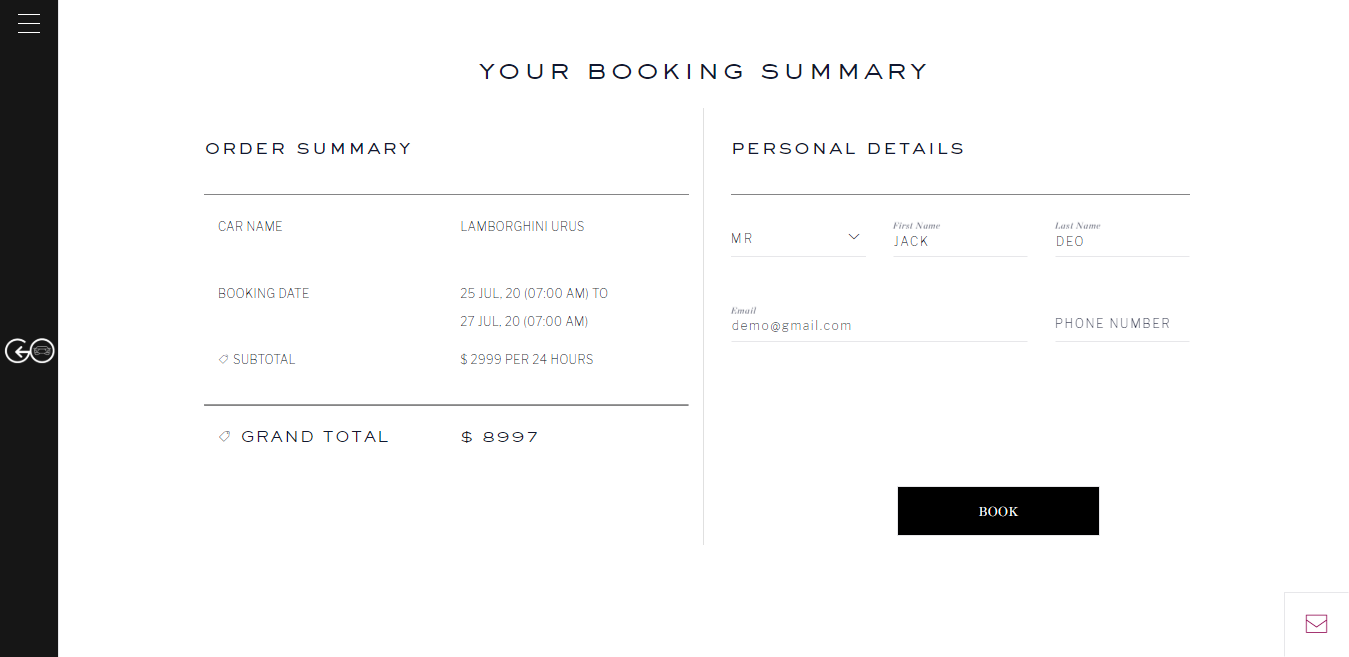 YOUR BOOKING SUMMARY
ORDER SUMMARY
CAR NAME LAMBORGHINI URUS
BOOKING DATE 25 JUL, 20 (07:00 AM) TO
27 JUL, 20 (07:00 AM)
SUBTOTAL $ 2999 PER 24 HOURS
GRAND TOTAL $ 8997
PERSONAL DETAILS
MR
First Name
JACK
Last Name
DEO
Email
demo@gmail.com
PHONE NUMBER
BOOK
GO